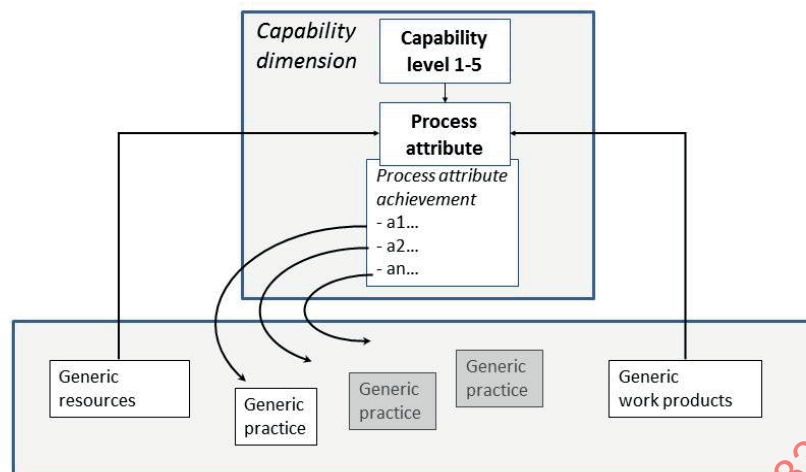 Capability
dimension
Capability
level 1-5
Process
attribute
Process attribute
achievement
- a1...
- a2...
- an...
Generic
resources
Generic
practice
Generic
practice
Generic
practice
Generic
work products